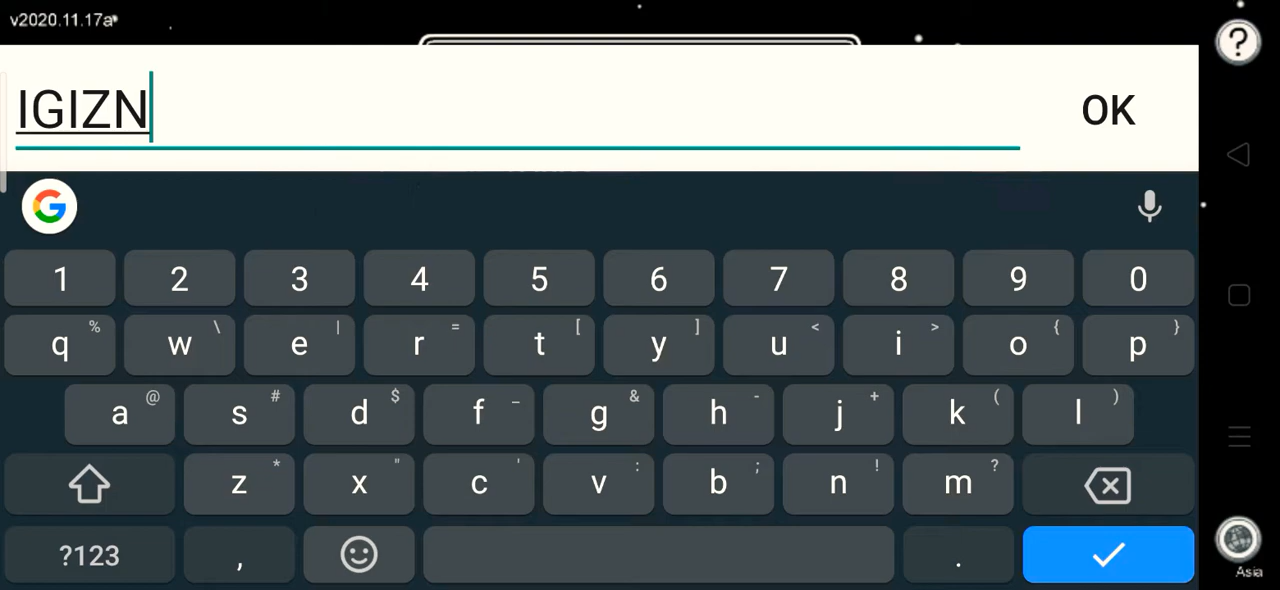 v2020.11.17a
IGIZN
OK
1 2 3 4 5 6 7 8 9 0
q % w \ e | r = t [ y ] u < i > o { p }
a @ s # d $ f _ g & h - j + k ( l )
z * x " c ' v : b ; n ! m ?
?123 , .
Asia